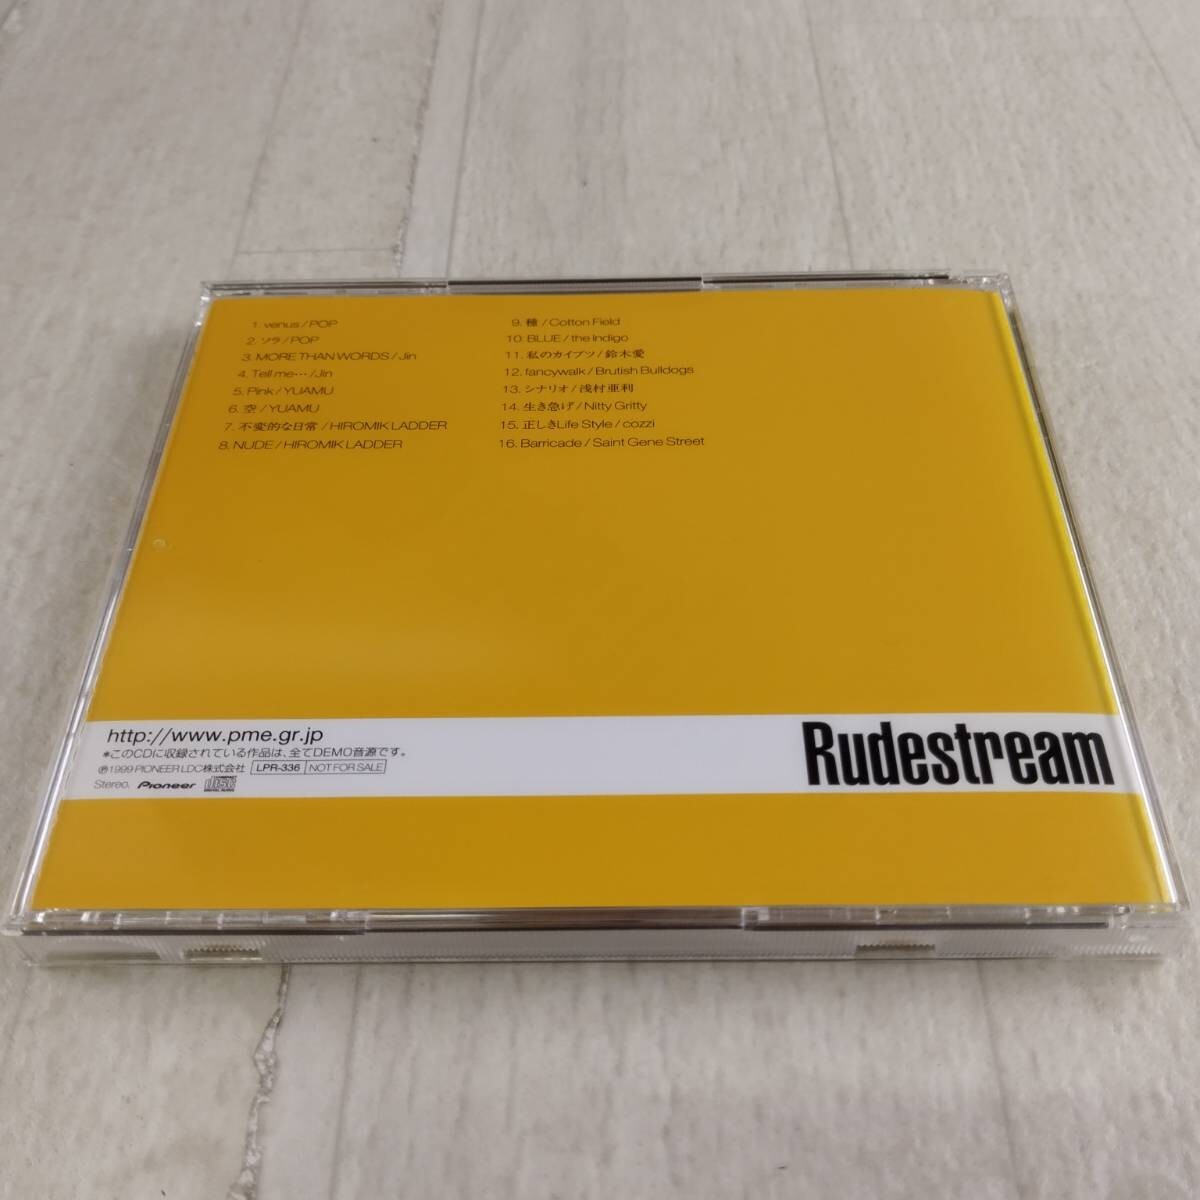 1. venus / POP
2. ソラ / POP
3. MORE THAN WORDS / Jin
4. Tell me… / Jin
5. Pink / YUAMU
6. 空 / YUAMU
7. 不変的な日常 / HIROMIK LADDER
8. NUDE / HIROMIK LADDER
9. 種 / Cotton Field
10. BLUE / the Indigo
11. 私のカイブツ / 鈴木愛
12. fancywalk / Brutish Bulldogs
13. シナリオ / 浅村亜利
14. 生き急げ / Nitty Gritty
15. 正しきLife Style / cozzi
16. Barricade / Saint Gene Street
http://www.pme.gr.jp
*このCDに収録されている作品は、全てDEMO音源です。
Ⓟ1999 PIONEER LDC株式会社 LPR-336 NOT FOR SALE
Stereo. Pioneer disc DIGITAL AUDIO
Rudestream